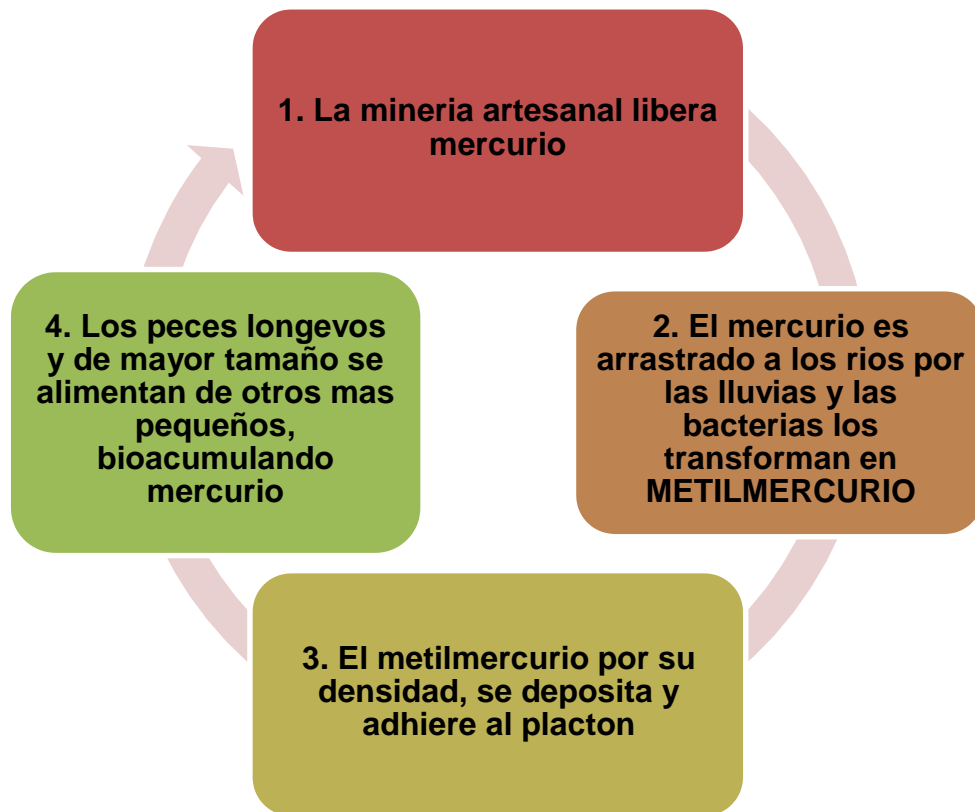 1. La mineria artesanal libera
mercurio
2. El mercurio es
arrastrado a los rios por
las lluvias y las
bacterias los
transforman en
METILMERCURIO
3. El metilmercurio por su
densidad, se deposita y
adhiere al placton
4. Los peces longevos
y de mayor tamaño se
alimentan de otros mas
pequeños,
bioacumulando
mercurio